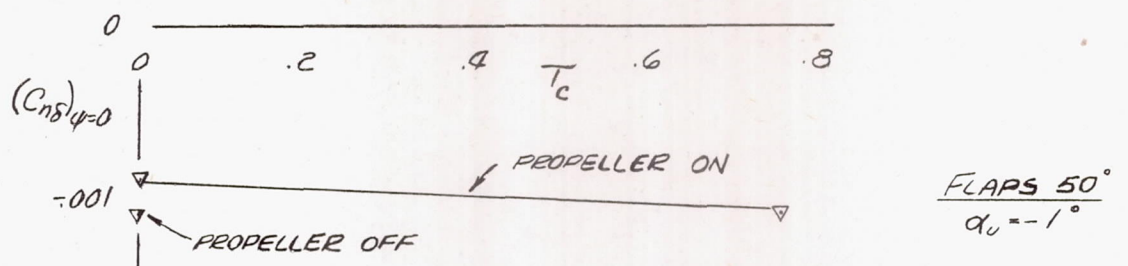 0
0 .2 .4 .6 .8
Tc
(Cnδ)ψ=0
PROPELLER ON
-.001
FLAPS 50°
αu = -1°
PROPELLER OFF